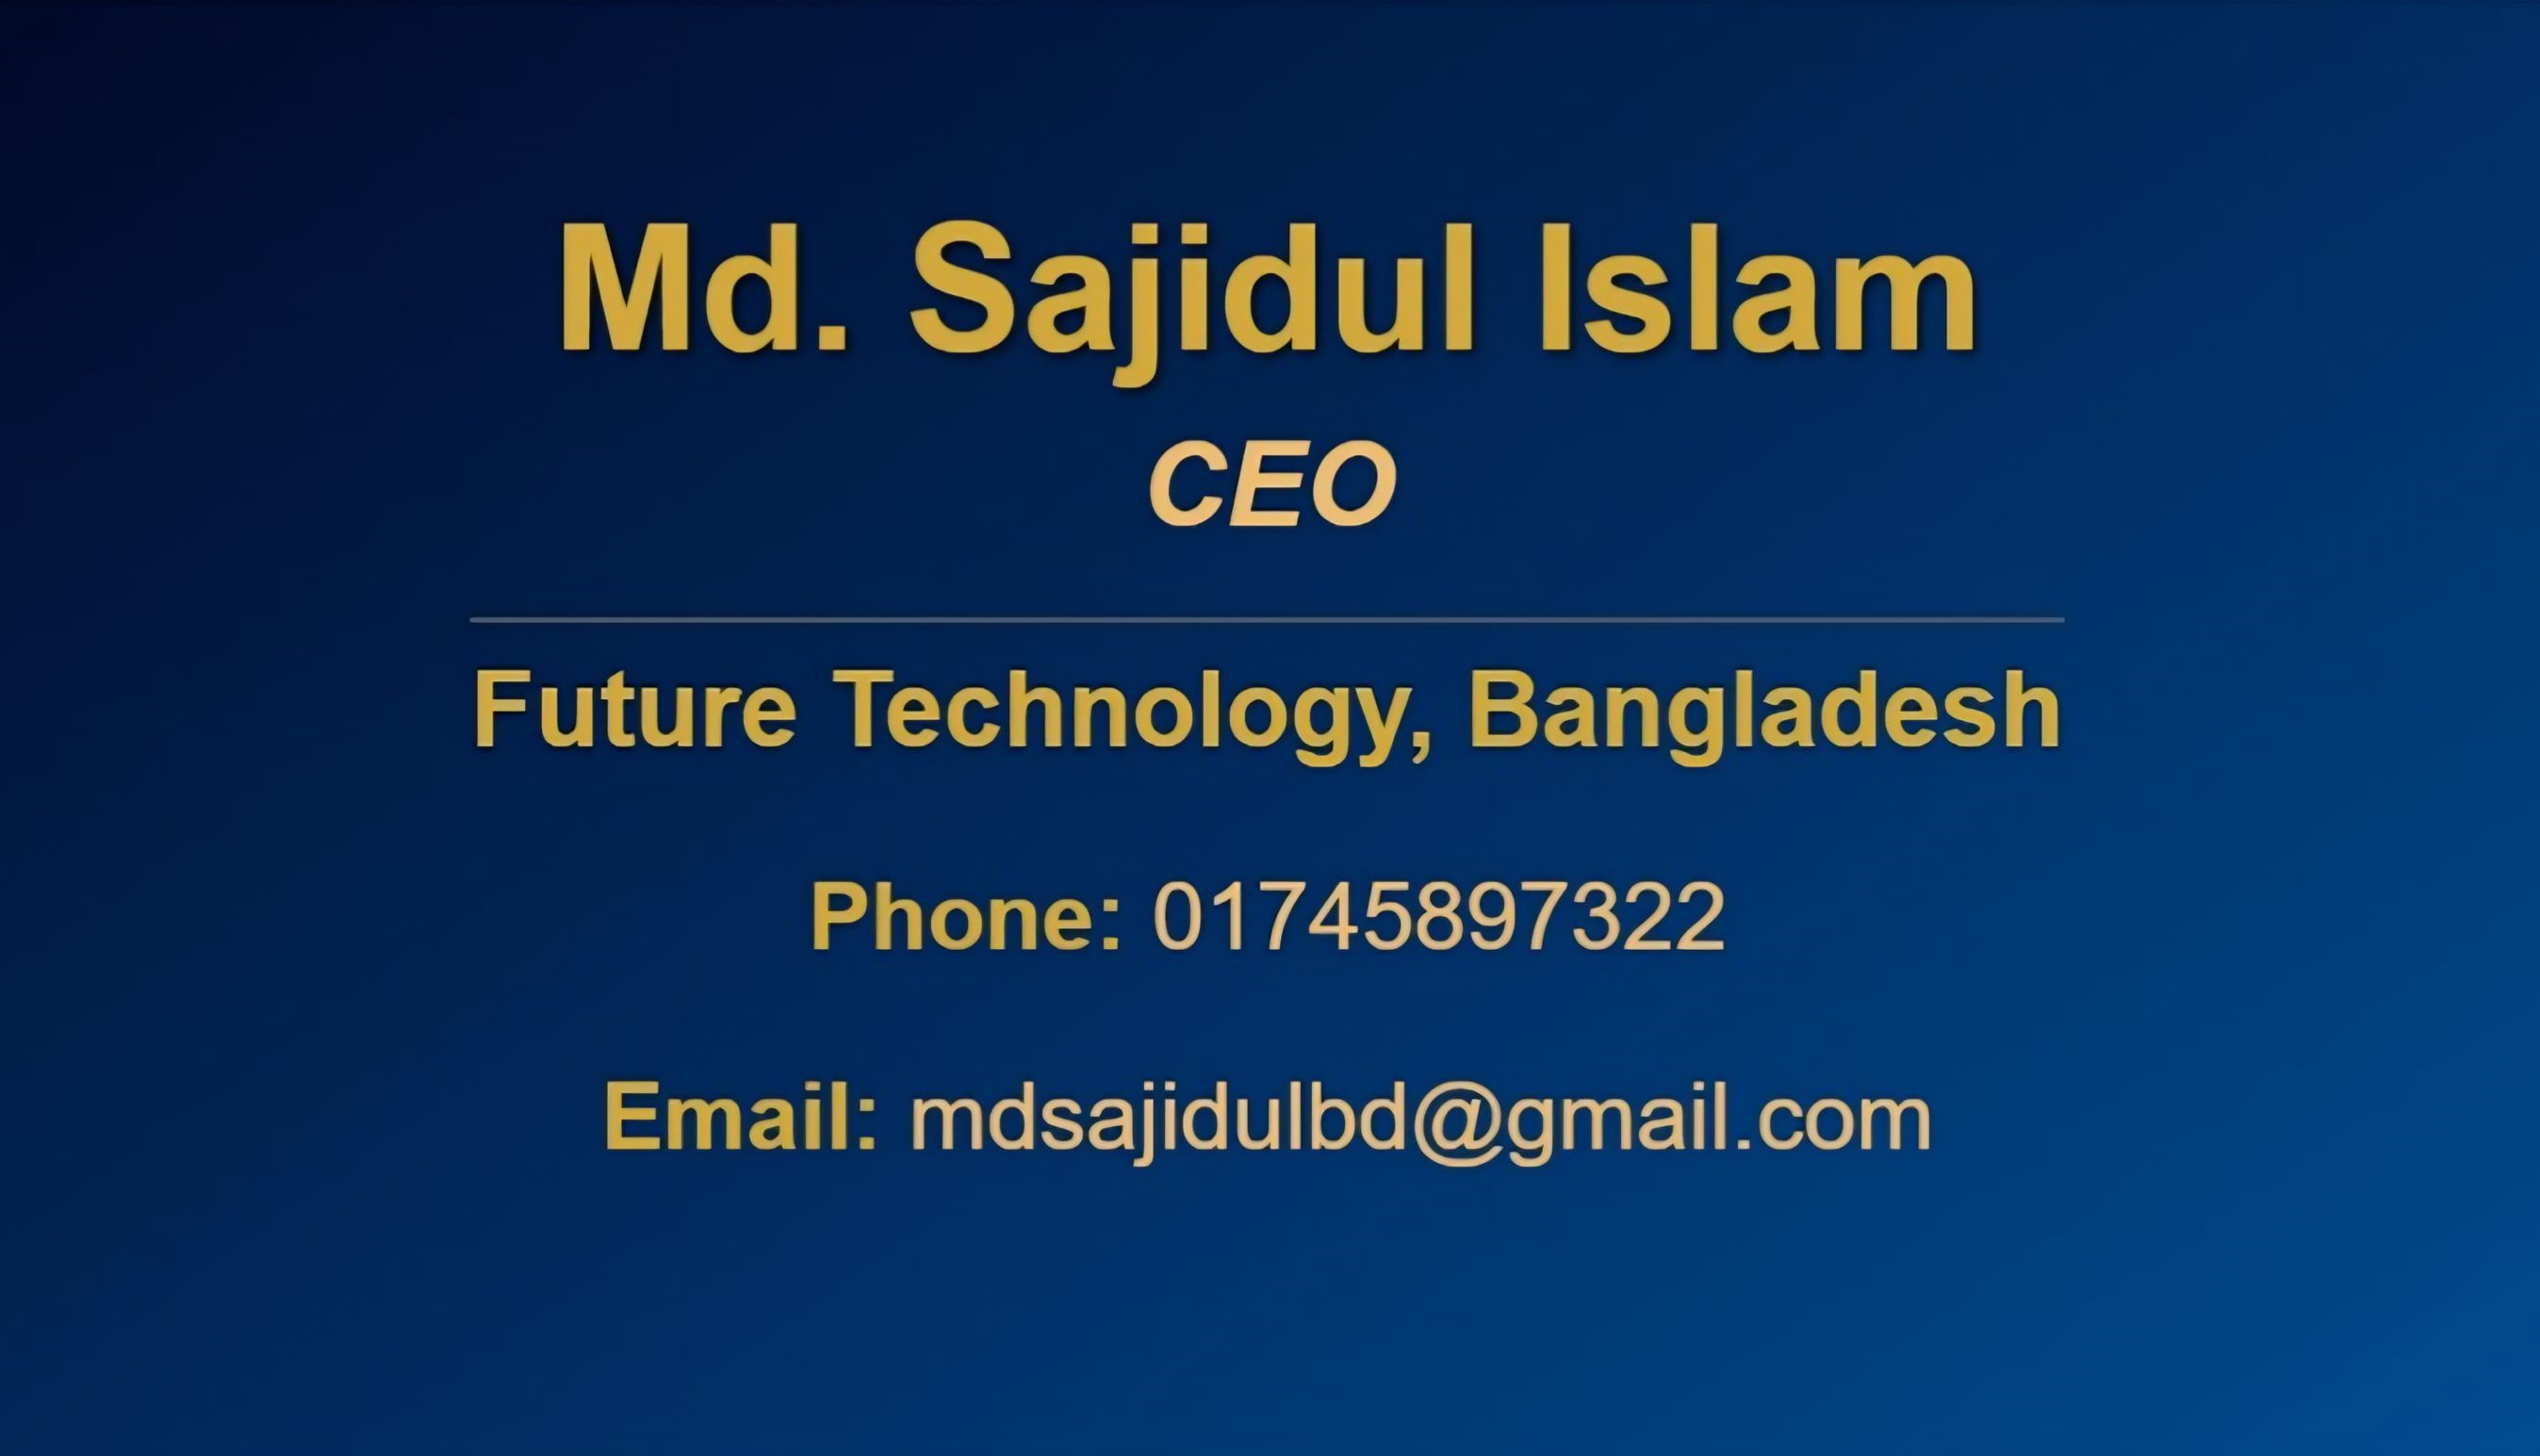 Md. Sajidul Islam
CEO
Future Technology, Bangladesh
Phone: 01745897322
Email: mdsajidulbd@gmail.com